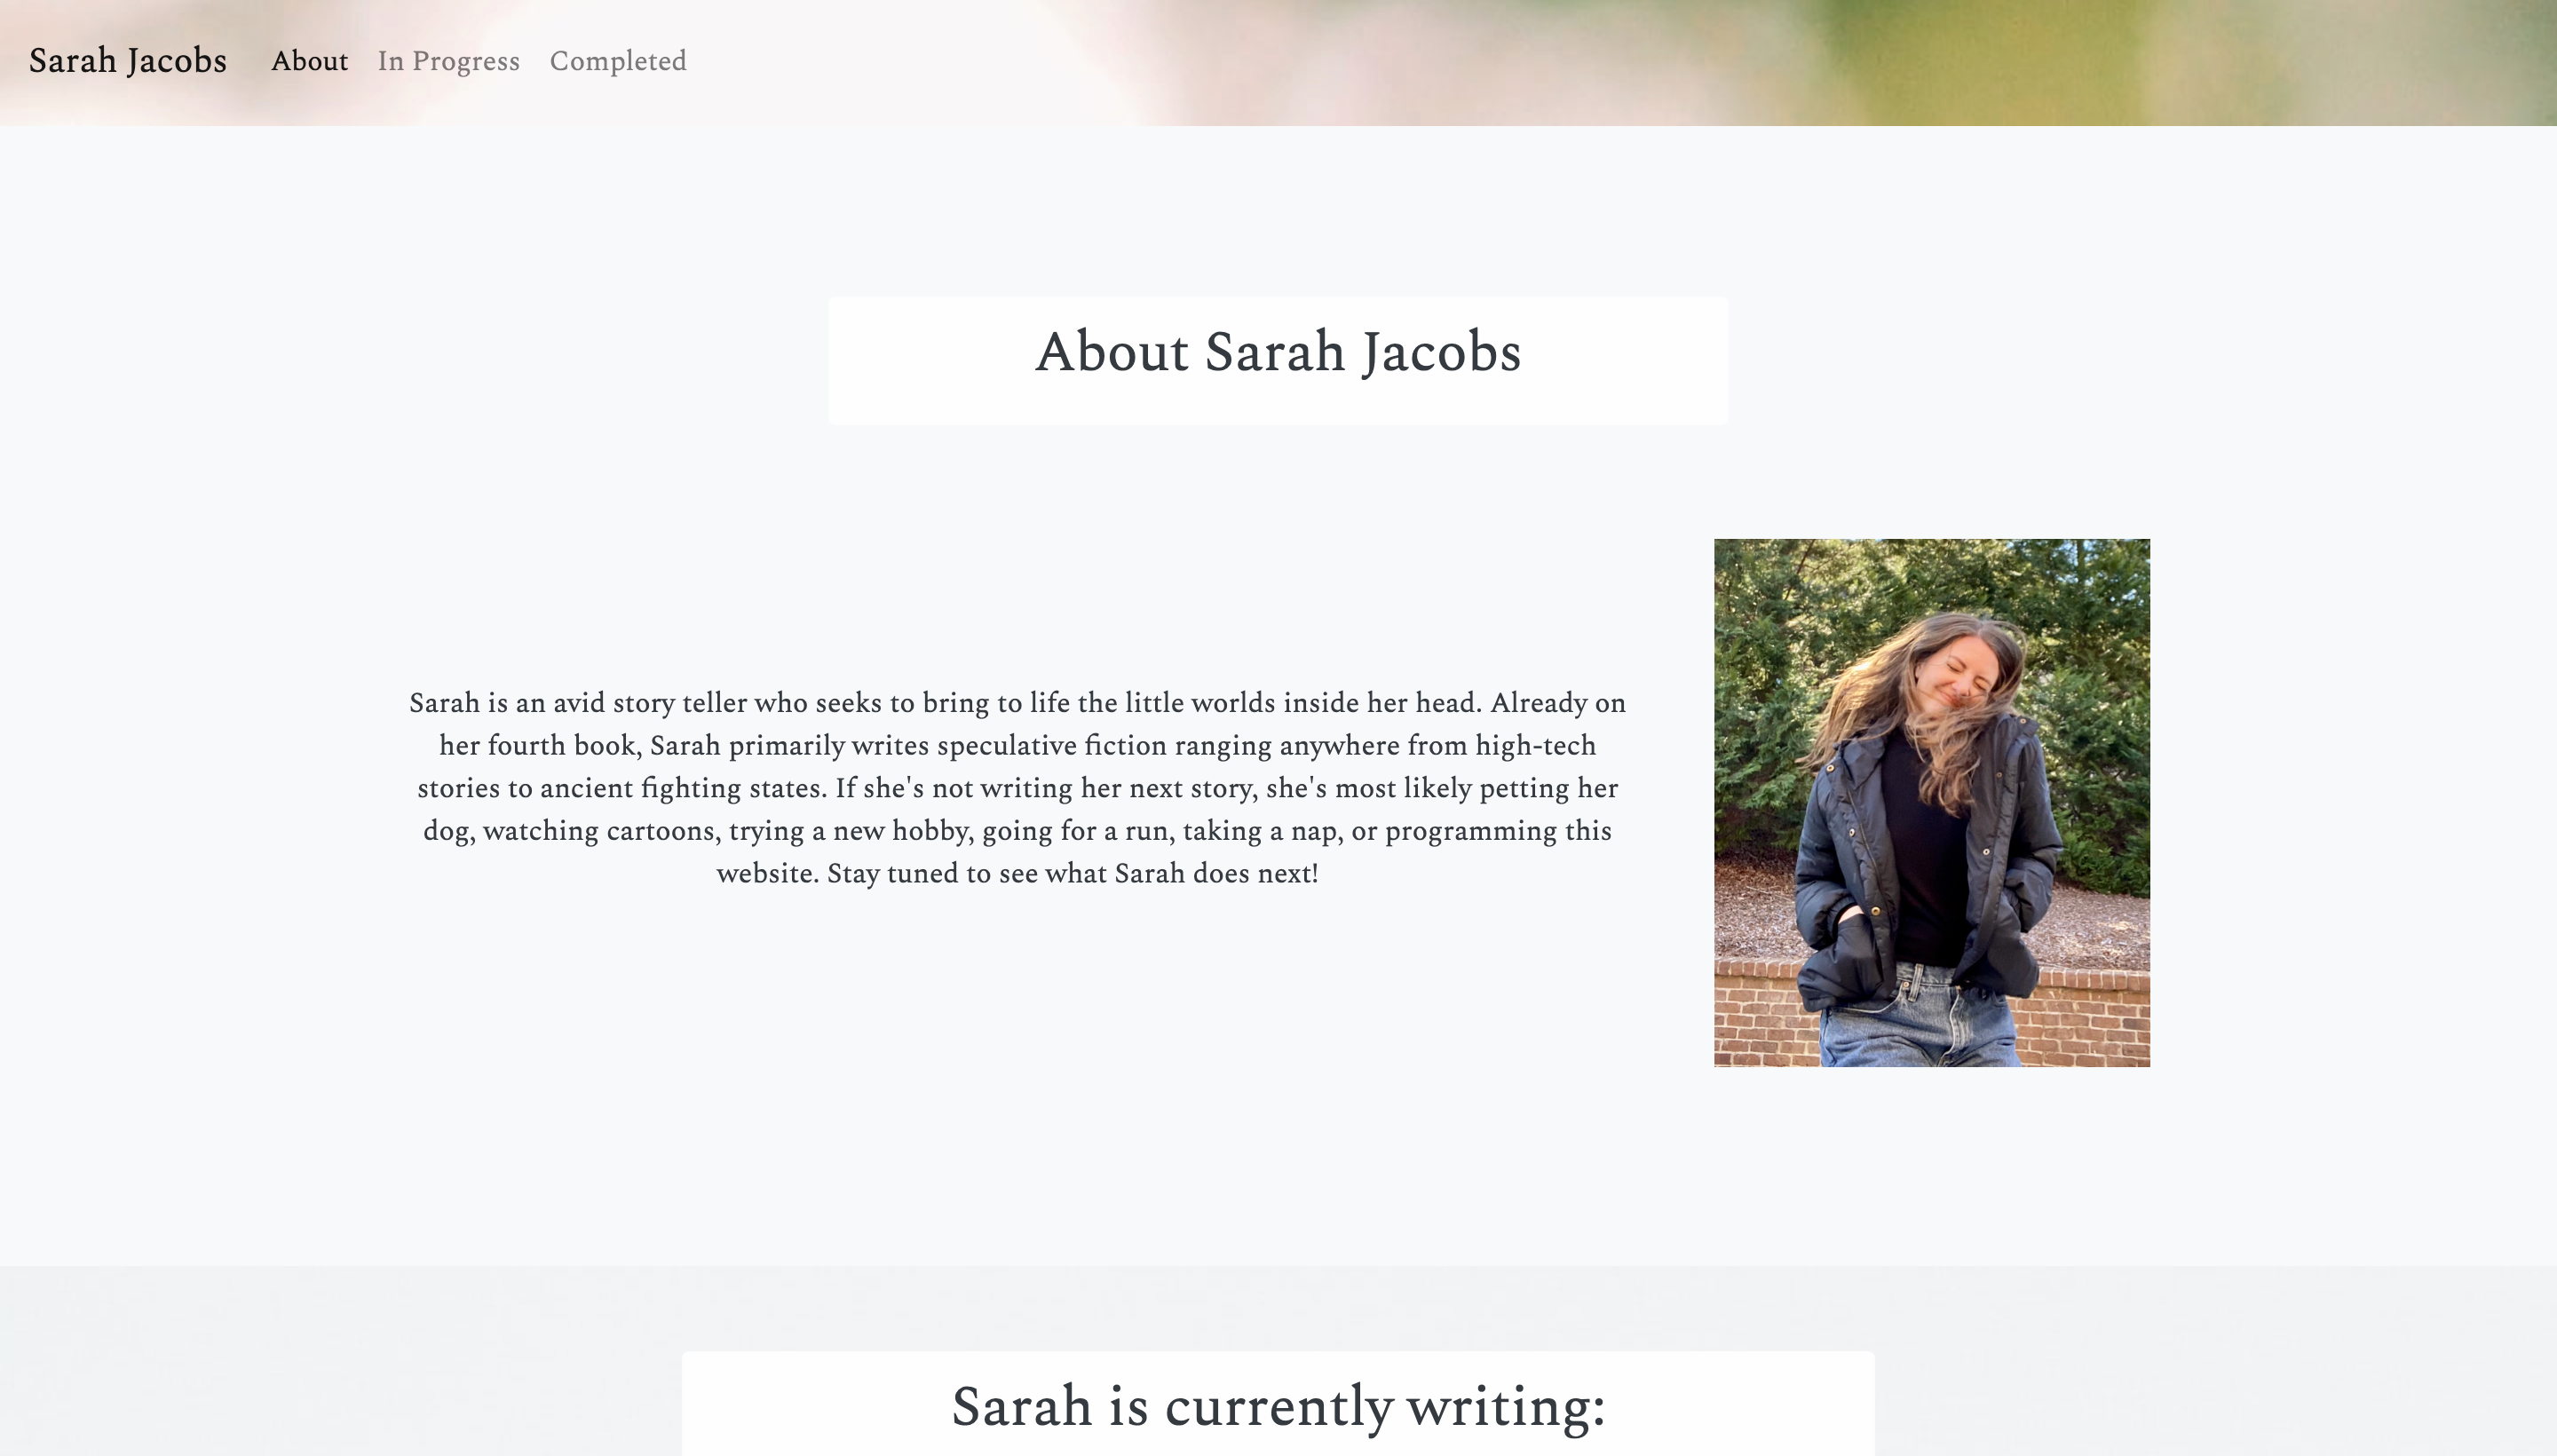 Sarah Jacobs About In Progress Completed
About Sarah Jacobs
Sarah is an avid story teller who seeks to bring to life the little worlds inside her head. Already on
her fourth book, Sarah primarily writes speculative fiction ranging anywhere from high-tech
stories to ancient fighting states. If she's not writing her next story, she's most likely petting her
dog, watching cartoons, trying a new hobby, going for a run, taking a nap, or programming this
website. Stay tuned to see what Sarah does next!
Sarah is currently writing: